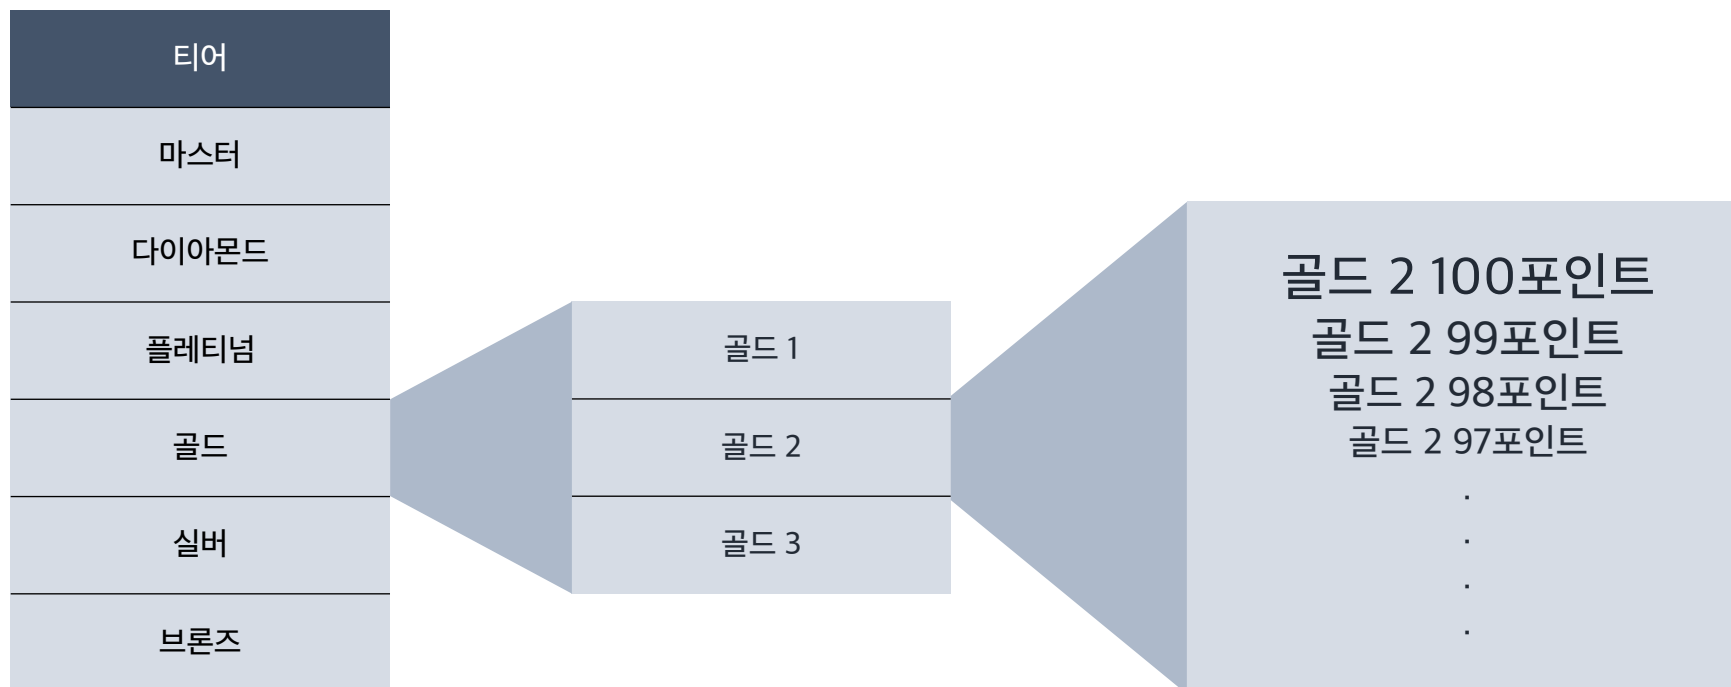 티어
마스터
다이아몬드
플레티넘
골드
실버
브론즈
골드 1
골드 2
골드 3
골드 2 100포인트
골드 2 99포인트
골드 2 98포인트
골드 2 97포인트
.
.
.
.